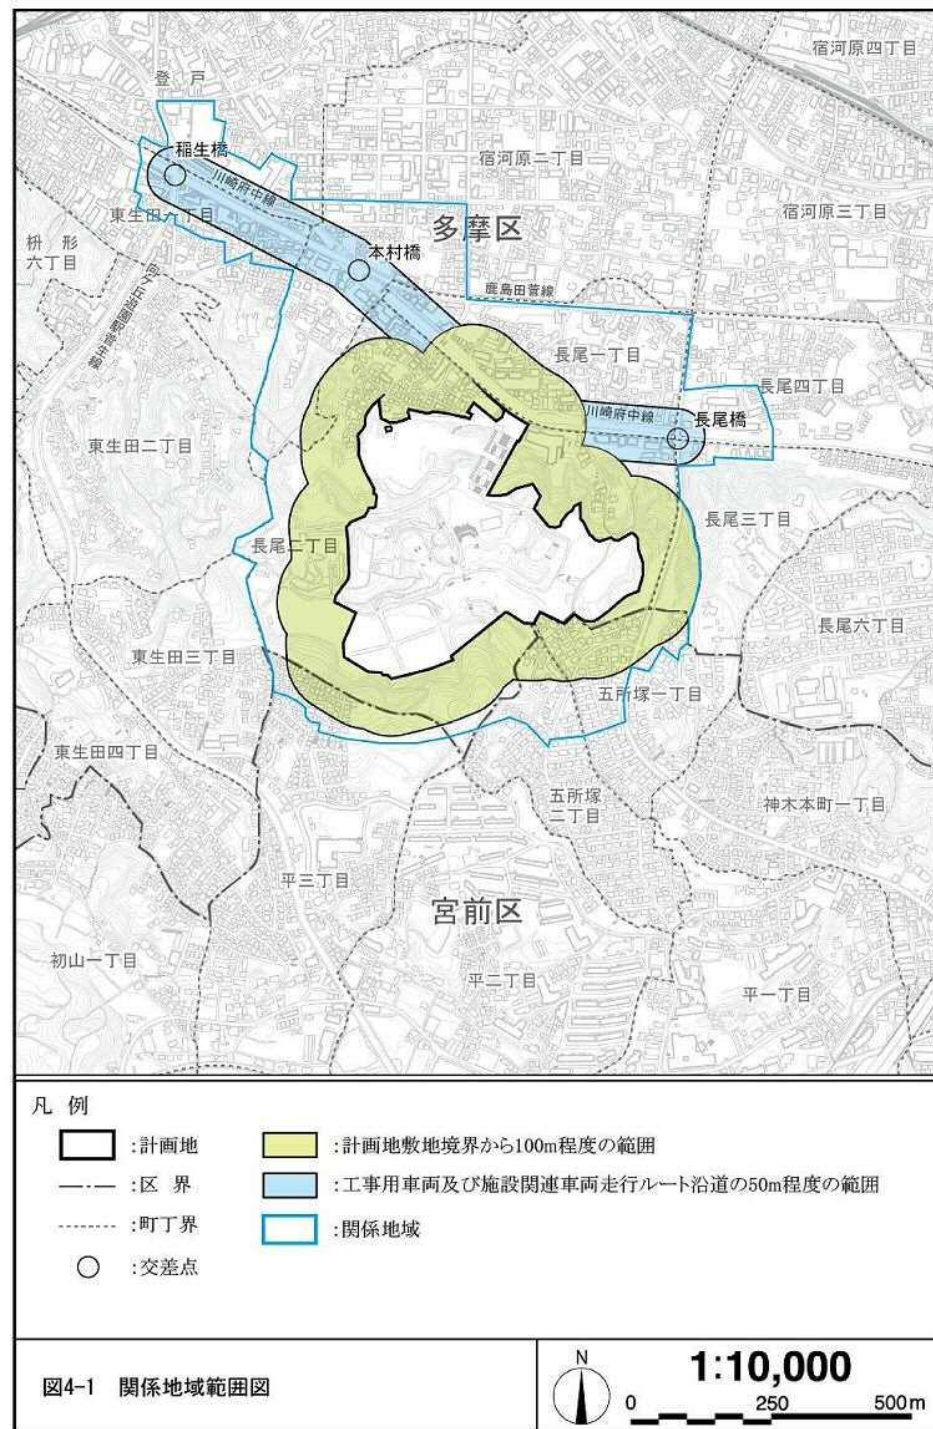 宿河原四丁目
登戸
稲生橋
宿河原二丁目
川崎府中線
宿河原三丁目
東生田六丁目
多摩区
枡形
六丁目
本村橋
向ヶ丘遊園駅菅生線
鹿島田菅線
長尾一丁目
長尾四丁目
川崎府中線
長尾橋
東生田二丁目
長尾三丁目
長尾二丁目
長尾六丁目
東生田三丁目
五所塚一丁目
東生田四丁目
五所塚
二丁目
神木本町一丁目
平三丁目
宮前区
初山一丁目
平二丁目
平一丁目
凡 例
:計画地
:計画地敷地境界から100m程度の範囲
:区 界
:工事用車両及び施設関連車両走行ルート沿道の50m程度の範囲
:町丁界
:関係地域
:交差点
図4-1 関係地域範囲図
N
1:10,000
0 250 500m